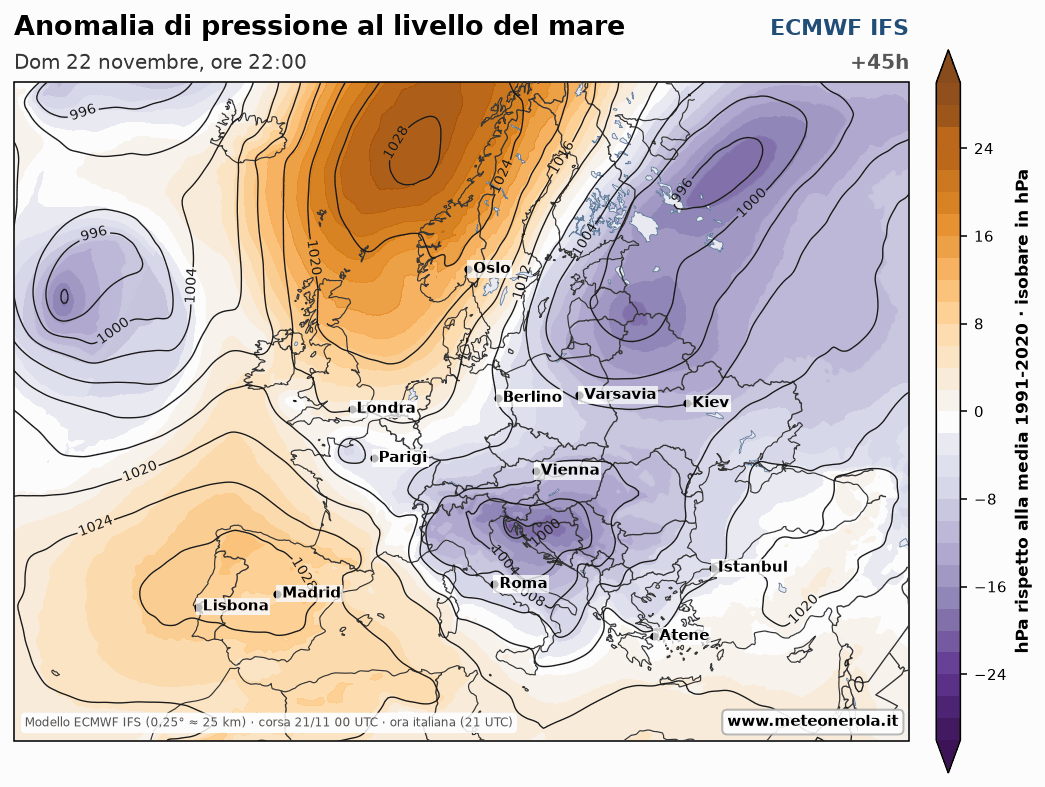 Anomalia di pressione al livello del mare
ECMWF IFS
Dom 22 novembre, ore 22:00
+45h
996
1028
1024
1016
996
1000
996
1004
1020
1004
1012
1000
Oslo
Londra
Berlino
Varsavia
Kiev
Parigi
Vienna
1020
1024
1000
1004
1028
1008
Roma
Istanbul
Madrid
Lisbona
1020
Atene
Modello ECMWF IFS (0,25° ≈ 25 km) · corsa 21/11 00 UTC · ora italiana (21 UTC)
www.meteonerola.it
24
16
8
0
−8
−16
−24
hPa rispetto alla media 1991-2020 · isobare in hPa